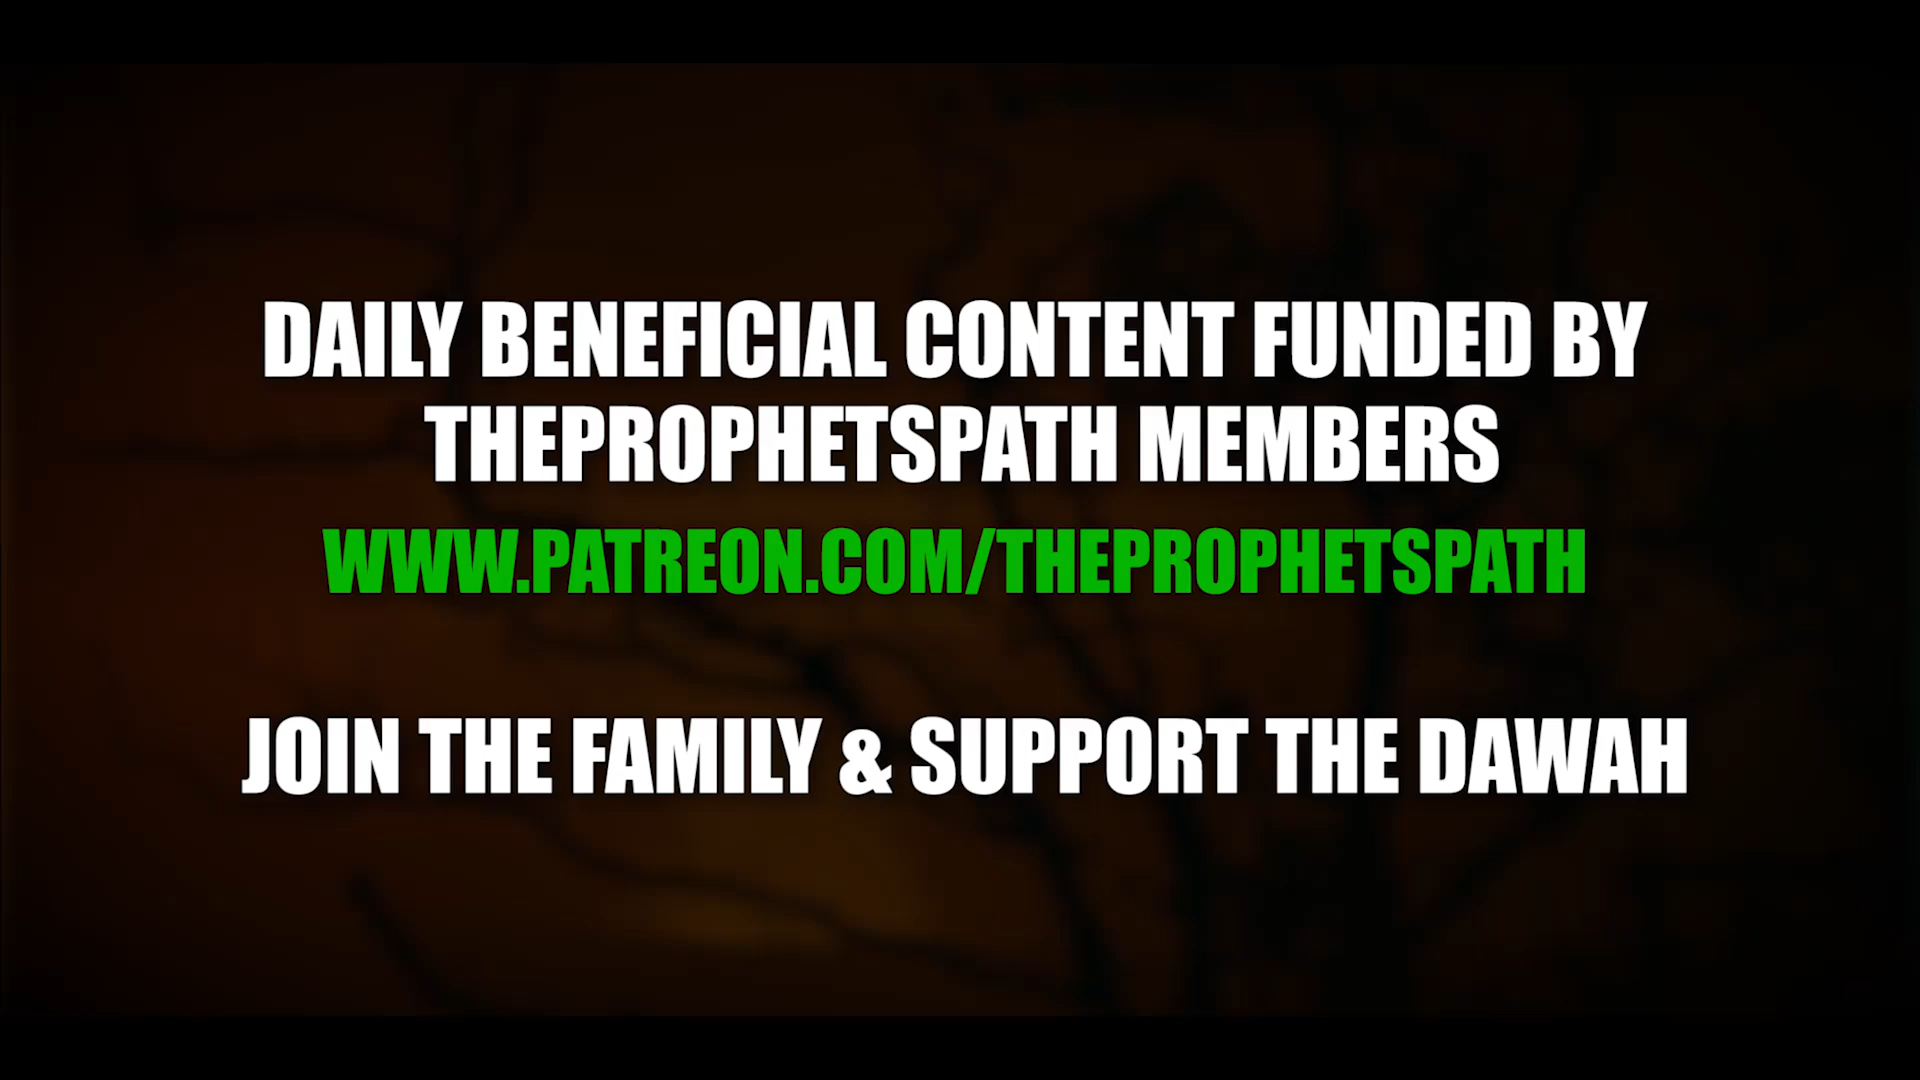 DAILY BENEFICIAL CONTENT FUNDED BY
THEPROPHETSPATH MEMBERS
WWW.PATREON.COM/THEPROPHETSPATH
JOIN THE FAMILY & SUPPORT THE DAWAH